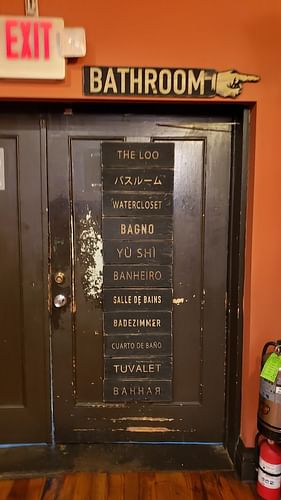 EXIT
BATHROOM
THE LOO
バスルーム
WATERCLOSET
BAGNO
YÙ SHÌ
BANHEIRO
SALLE DE BAINS
BADEZIMMER
CUARTO DE BAÑO
TUVALET
ВАННАЯ